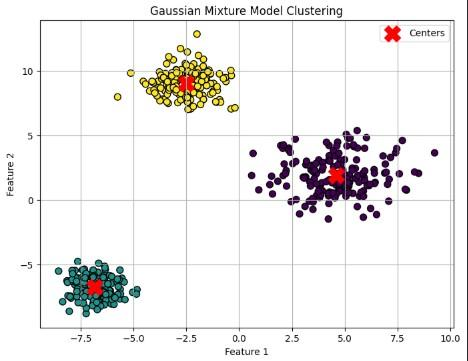 Gaussian Mixture Model Clustering
Centers
Feature 2
10
5
0
−5
−7.5 −5.0 −2.5 0.0 2.5 5.0 7.5 10.0
Feature 1